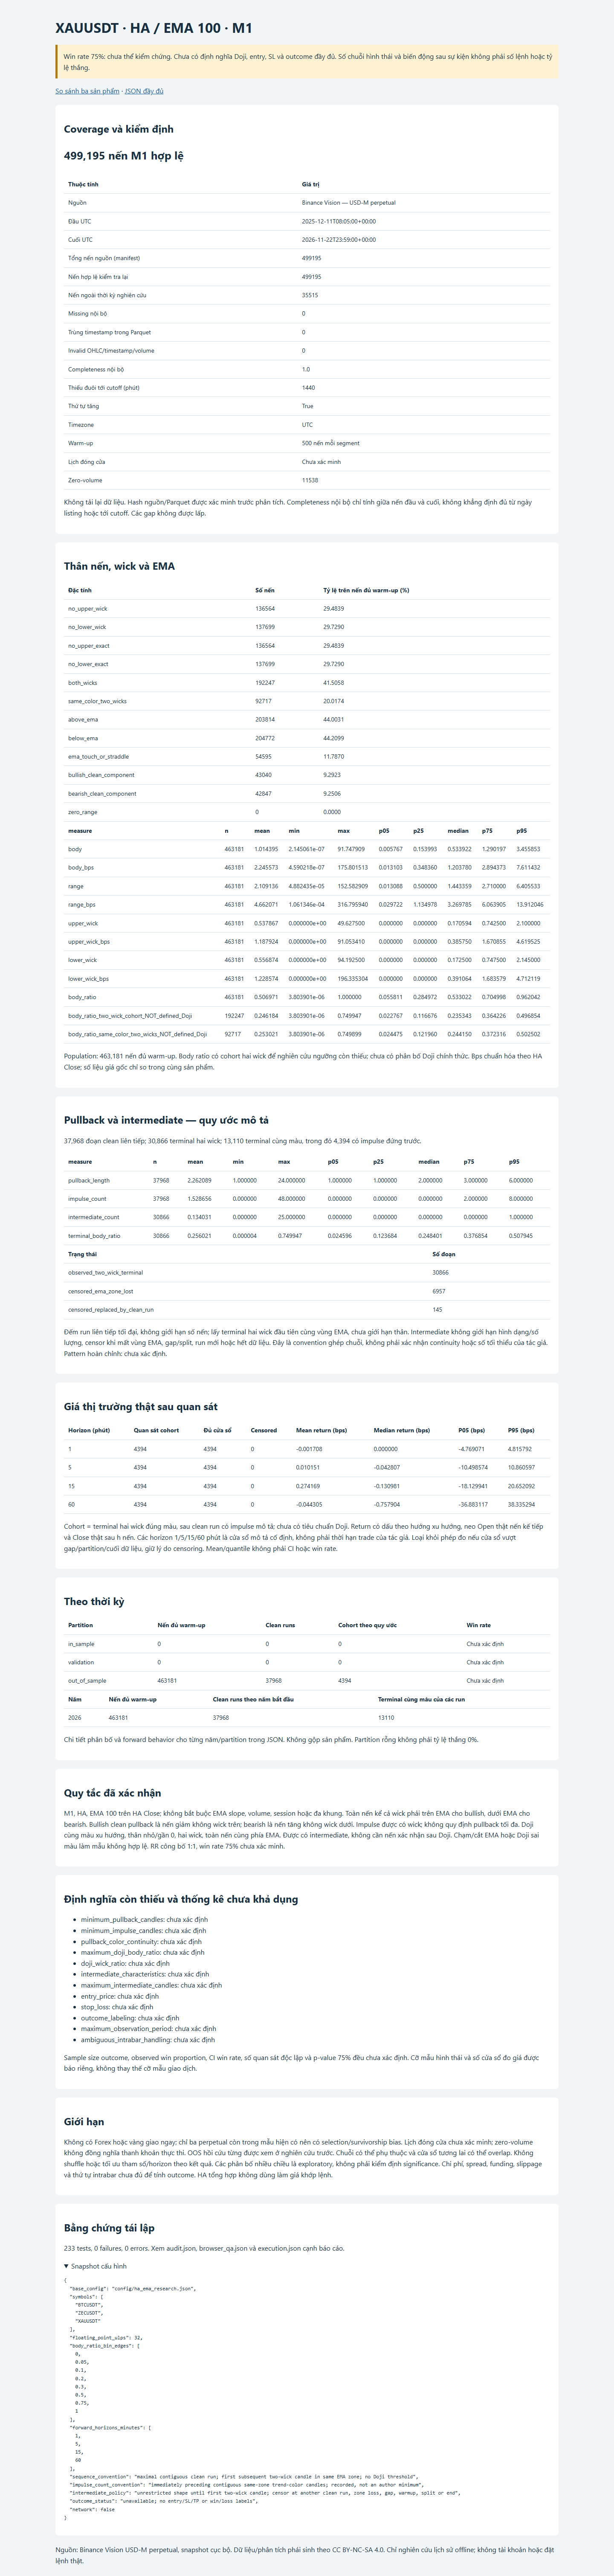 XAUUSDT · HA / EMA 100 · M1
Win rate 75%: chưa thể kiểm chứng. Chưa có định nghĩa Doji, entry, SL và outcome đầy đủ. Số chuỗi hình thái và biến động sau sự kiện không phải số lệnh hoặc tỷ
lệ thắng.
So sánh ba sản phẩm · JSON đầy đủ
Coverage và kiểm định
499,195 nến M1 hợp lệ
Thuộc tính Giá trị
Nguồn Binance Vision — USD-M perpetual
Đầu UTC 2025-12-11T08:05:00+00:00
Cuối UTC 2026-11-22T23:59:00+00:00
Tổng nến nguồn (manifest) 499195
Nến hợp lệ kiểm tra lại 499195
Nến ngoài thời kỳ nghiên cứu 35515
Missing nội bộ 0
Trùng timestamp trong Parquet 0
Invalid OHLC/timestamp/volume 0
Completeness nội bộ 1.0
Thiếu đuôi tới cutoff (phút) 1440
Thứ tự tăng True
Timezone UTC
Warm-up 500 nến mỗi segment
Lịch đóng cửa Chưa xác minh
Zero-volume 11538
Không tải lại dữ liệu. Hash nguồn/Parquet được xác minh trước phân tích. Completeness nội bộ chỉ tính giữa nến đầu và cuối, không khẳng định đủ từ ngày
listing hoặc tới cutoff. Các gap không được lấp.
Thân nến, wick và EMA
Đặc tính Số nến Tỷ lệ trên nến đủ warm-up (%)
no_upper_wick 136564 29.4839
no_lower_wick 137699 29.7290
no_upper_exact 136564 29.4839
no_lower_exact 137699 29.7290
both_wicks 192247 41.5058
same_color_two_wicks 92717 20.0174
above_ema 203814 44.0031
below_ema 204772 44.2099
ema_touch_or_straddle 54595 11.7870
bullish_clean_component 43040 9.2923
bearish_clean_component 42847 9.2506
zero_range 0 0.0000
measure n mean min max p05 p25 median p75 p95
body 463181 1.014395 2.145061e-07 91.747909 0.005767 0.153993 0.533922 1.290197 3.455853
body_bps 463181 2.245573 4.590218e-07 175.801513 0.013103 0.348360 1.203780 2.894373 7.611432
range 463181 2.109136 4.882435e-05 152.582909 0.013088 0.500000 1.443359 2.710000 6.405533
range_bps 463181 4.662071 1.061346e-04 316.795940 0.029722 1.134978 3.269785 6.063905 13.912046
upper_wick 463181 0.537867 0.000000e+00 49.627500 0.000000 0.000000 0.170594 0.742500 2.100000
upper_wick_bps 463181 1.187924 0.000000e+00 91.053410 0.000000 0.000000 0.385750 1.670855 4.619525
lower_wick 463181 0.556874 0.000000e+00 94.192500 0.000000 0.000000 0.172500 0.747500 2.145000
lower_wick_bps 463181 1.228574 0.000000e+00 196.335304 0.000000 0.000000 0.391064 1.683579 4.712119
body_ratio 463181 0.506971 3.803901e-06 1.000000 0.055811 0.284972 0.533022 0.704998 0.962042
body_ratio_two_wick_cohort_NOT_defined_Doji 192247 0.246184 3.803901e-06 0.749947 0.022767 0.116676 0.235343 0.364226 0.496854
body_ratio_same_color_two_wicks_NOT_defined_Doji 92717 0.253021 3.803901e-06 0.749899 0.024475 0.121960 0.244150 0.372316 0.502502
Population: 463,181 nến đủ warm-up. Body ratio có cohort hai wick để nghiên cứu ngưỡng còn thiếu; chưa có phân bố Doji chính thức. Bps chuẩn hóa theo HA
Close; số liệu giá gốc chỉ so trong cùng sản phẩm.
Pullback và intermediate — quy ước mô tả
37,968 đoạn clean liên tiếp; 30,866 terminal hai wick; 13,110 terminal cùng màu, trong đó 4,394 có impulse đứng trước.
measure n mean min max p05 p25 median p75 p95
pullback_length 37968 2.262089 1.000000 24.000000 1.000000 1.000000 2.000000 3.000000 6.000000
impulse_count 37968 1.528656 0.000000 48.000000 0.000000 0.000000 0.000000 2.000000 8.000000
intermediate_count 30866 0.134031 0.000000 25.000000 0.000000 0.000000 0.000000 0.000000 1.000000
terminal_body_ratio 30866 0.256021 0.000004 0.749947 0.024596 0.123684 0.248401 0.376854 0.507945
Trạng thái Số đoạn
observed_two_wick_terminal 30866
censored_ema_zone_lost 6957
censored_replaced_by_clean_run 145
Đếm run liên tiếp tối đại, không giới hạn số nến; lấy terminal hai wick đầu tiên cùng vùng EMA, chưa giới hạn thân. Intermediate không giới hạn hình dạng/số
lượng, censor khi mất vùng EMA, gap/split, run mới hoặc hết dữ liệu. Đây là convention ghép chuỗi, không phải xác nhận continuity hoặc số tối thiểu của tác giả.
Pattern hoàn chỉnh: chưa xác định.
Giá thị trường thật sau quan sát
Horizon (phút) Quan sát cohort Đủ cửa sổ Censored Mean return (bps) Median return (bps) P05 (bps) P95 (bps)
1 4394 4394 0 -0.001708 0.000000 -4.769071 4.815792
5 4394 4394 0 0.010151 -0.042807 -10.498574 10.860597
15 4394 4394 0 0.274169 -0.130981 -18.129941 20.652092
60 4394 4394 0 -0.044305 -0.757904 -36.883117 38.335294
Cohort = terminal hai wick đúng màu, sau clean run có impulse mô tả; chưa có tiêu chuẩn Doji. Return có dấu theo hướng xu hướng, neo Open thật nến kế tiếp
và Close thật sau h nến. Các horizon 1/5/15/60 phút là cửa sổ mô tả cố định, không phải thời hạn trade của tác giả. Loại khỏi phép đo nếu cửa sổ vượt
gap/partition/cuối dữ liệu, giữ lý do censoring. Mean/quantile không phải CI hoặc win rate.
Theo thời kỳ
Partition Nến đủ warm-up Clean runs Cohort theo quy ước Win rate
in_sample 0 0 0 Chưa xác định
validation 0 0 0 Chưa xác định
out_of_sample 463181 37968 4394 Chưa xác định
Năm Nến đủ warm-up Clean runs theo năm bắt đầu Terminal cùng màu của các run
2026 463181 37968 13110
Chi tiết phân bố và forward behavior cho từng năm/partition trong JSON. Không gộp sản phẩm. Partition rỗng không phải tỷ lệ thắng 0%.
Quy tắc đã xác nhận
M1, HA, EMA 100 trên HA Close; không bắt buộc EMA slope, volume, session hoặc đa khung. Toàn nến kể cả wick phải trên EMA cho bullish, dưới EMA cho
bearish. Bullish clean pullback là nến giảm không wick trên; bearish là nến tăng không wick dưới. Impulse được có wick; không quy định pullback tối đa. Doji
cùng màu xu hướng, thân nhỏ/gần 0, hai wick, toàn nến cùng phía EMA. Được có intermediate, không cần nến xác nhận sau Doji. Chạm/cắt EMA hoặc Doji sai
màu làm mẫu không hợp lệ. RR công bố 1:1, win rate 75% chưa xác minh.
Định nghĩa còn thiếu và thống kê chưa khả dụng
• minimum_pullback_candles: chưa xác định
• minimum_impulse_candles: chưa xác định
• pullback_color_continuity: chưa xác định
• maximum_doji_body_ratio: chưa xác định
• doji_wick_ratio: chưa xác định
• intermediate_characteristics: chưa xác định
• maximum_intermediate_candles: chưa xác định
• entry_price: chưa xác định
• stop_loss: chưa xác định
• outcome_labeling: chưa xác định
• maximum_observation_period: chưa xác định
• ambiguous_intrabar_handling: chưa xác định
Sample size outcome, observed win proportion, CI win rate, số quan sát độc lập và p-value 75% đều chưa xác định. Cỡ mẫu hình thái và số cửa sổ đo giá được
báo riêng, không thay thế cỡ mẫu giao dịch.
Giới hạn
Không có Forex hoặc vàng giao ngay; chỉ ba perpetual còn trong mẫu hiện có nên có selection/survivorship bias. Lịch đóng cửa chưa xác minh; zero-volume
không đồng nghĩa thanh khoản thực thi. OOS hồi cứu từng được xem ở nghiên cứu trước. Chuỗi có thể phụ thuộc và cửa sổ tương lai có thể overlap. Không
shuffle hoặc tối ưu tham số/horizon theo kết quả. Các phân bố nhiều chiều là exploratory, không phải kiểm định significance. Chi phí, spread, funding, slippage
và thứ tự intrabar chưa đủ để tính outcome. HA tổng hợp không dùng làm giá khớp lệnh.
Bằng chứng tái lập
233 tests, 0 failures, 0 errors. Xem audit.json, browser_qa.json và execution.json cạnh báo cáo.
▼ Snapshot cấu hình
{
"base_config": "config/ha_ema_research.json",
"symbols": [
"BTCUSDT",
"ZECUSDT",
"XAUUSDT"
],
"floating_point_ulps": 32,
"body_ratio_bin_edges": [
0,
0.05,
0.1,
0.2,
0.3,
0.5,
0.75,
1
],
"forward_horizons_minutes": [
1,
5,
15,
60
],
"sequence_convention": "maximal contiguous clean run; first subsequent two-wick candle in same EMA zone; no Doji threshold",
"impulse_count_convention": "immediately preceding contiguous same-zone trend-color candles; recorded, not an author minimum",
"intermediate_policy": "unrestricted shape until first two-wick candle; censor at another clean run, zone loss, gap, warmup, split or end",
"outcome_status": "unavailable; no entry/SL/TP or win/loss labels",
"network": false
}
Nguồn: Binance Vision USD-M perpetual, snapshot cục bộ. Dữ liệu/phân tích phái sinh theo CC BY-NC-SA 4.0. Chỉ nghiên cứu lịch sử offline; không tài khoản hoặc đặt
lệnh thật.